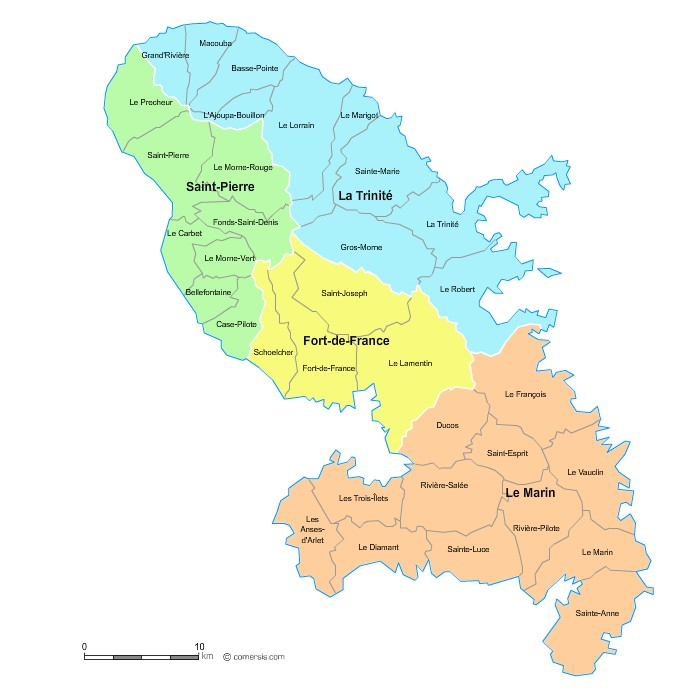 Macouba
Grand'Rivière
Basse-Pointe
Le Precheur
L'Ajoupa-Bouillon
Le Marigot
Le Lorrain
Saint-Pierre
Le Morne-Rouge
Sainte-Marie
Saint-Pierre
La Trinité
Fonds-Saint-Denis
La Trinité
Le Carbet
Gros-Morne
Le Morne-Vert
Le Robert
Bellefontaine
Saint-Joseph
Case-Pilote
Fort-de-France
Schoelcher
Le Lamentin
Fort-de-France
Le François
Ducos
Saint-Esprit
Le Vauclin
Rivière-Salée
Le Marin
Les Trois-Îlets
Les
Anses-
d'Arlet
Rivière-Pilote
Le Diamant
Sainte-Luce
Le Marin
Sainte-Anne
0 10
km © comersis.com